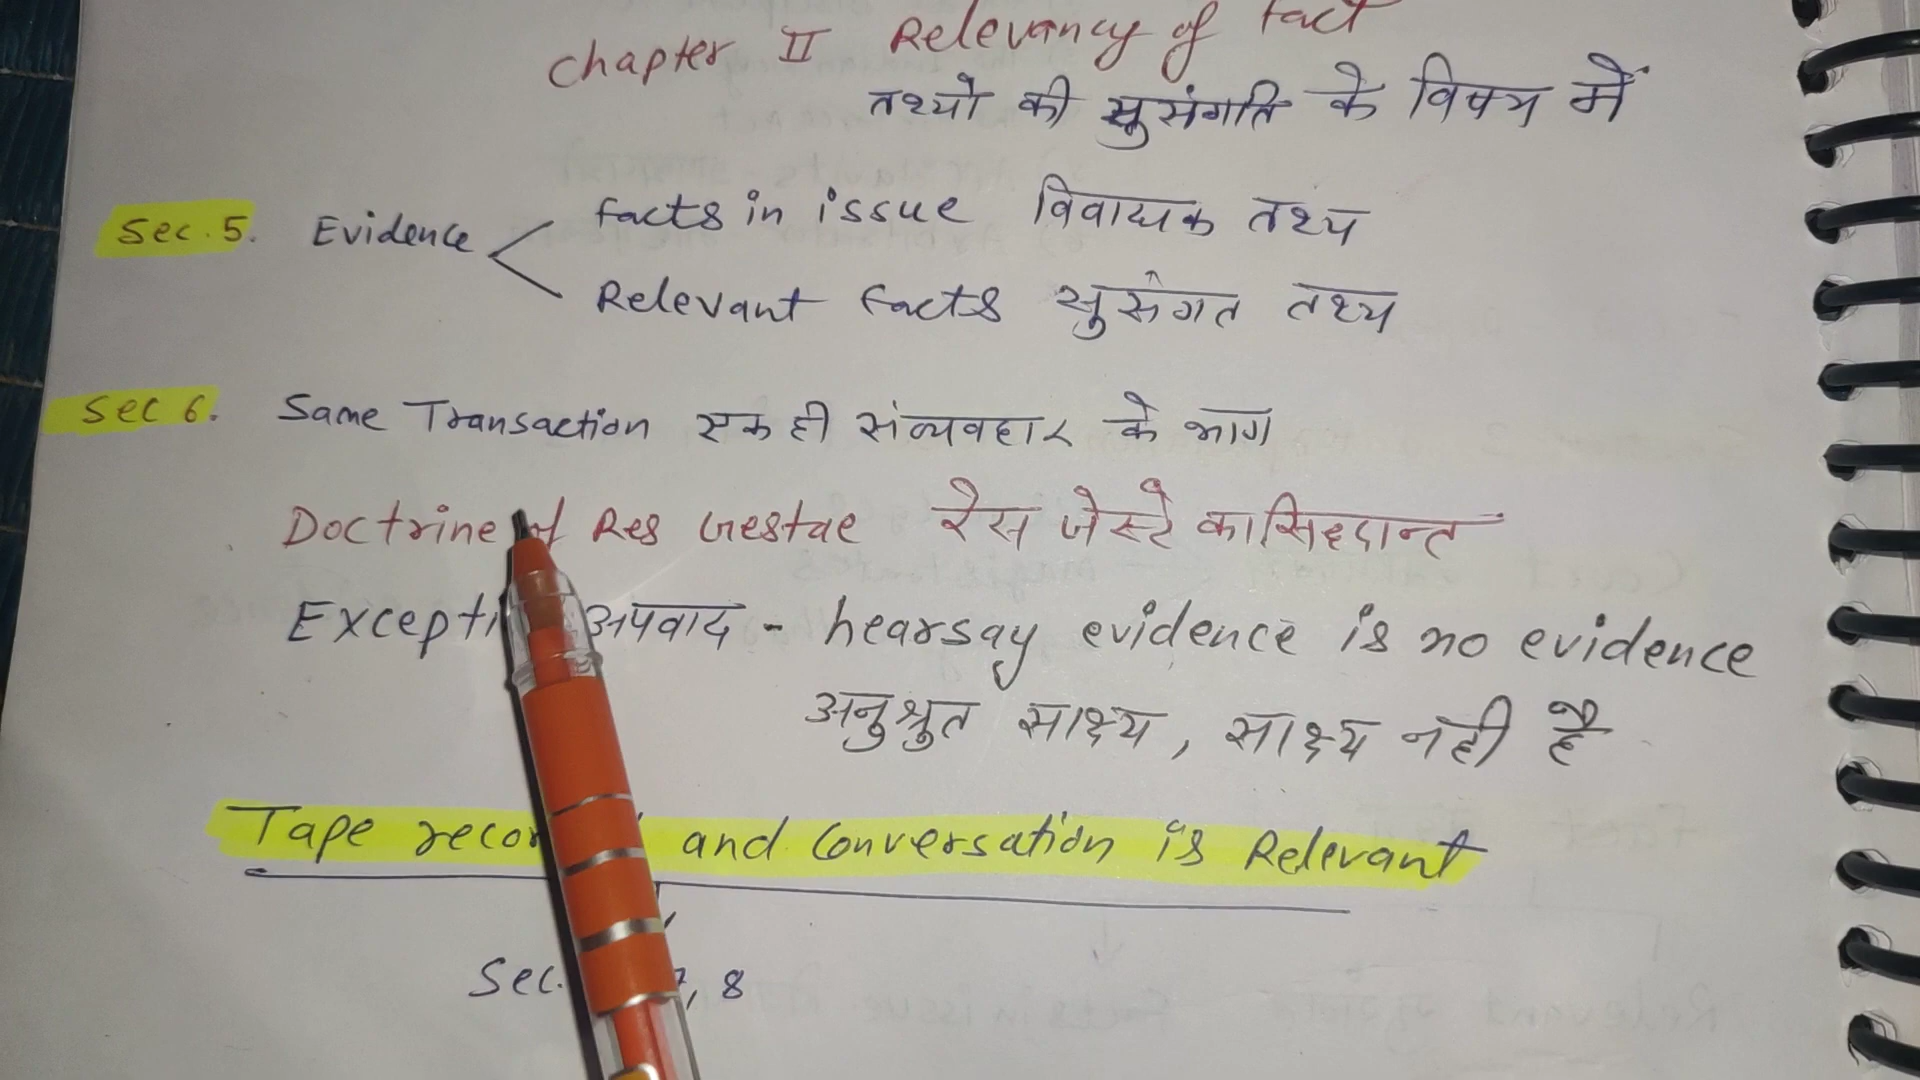 Chapter II Relevancy of Fact
तथ्यो की सुसंगति के विषय में
Sec. 5. Evidence
facts in issue विवाद्यक तथ्य
Relevant facts सुसंगत तथ्य
Sec 6. Same Transaction एक ही संव्यवहार के भाग
Doctrine of Res Gestae रेस जेस्टे का सिद्धान्त
अपवाद - hearsay evidence is no evidence
अनुश्रुत साक्ष्य, साक्ष्य नही है
Tape and Conversation is Relevant
Sec. 7, 8